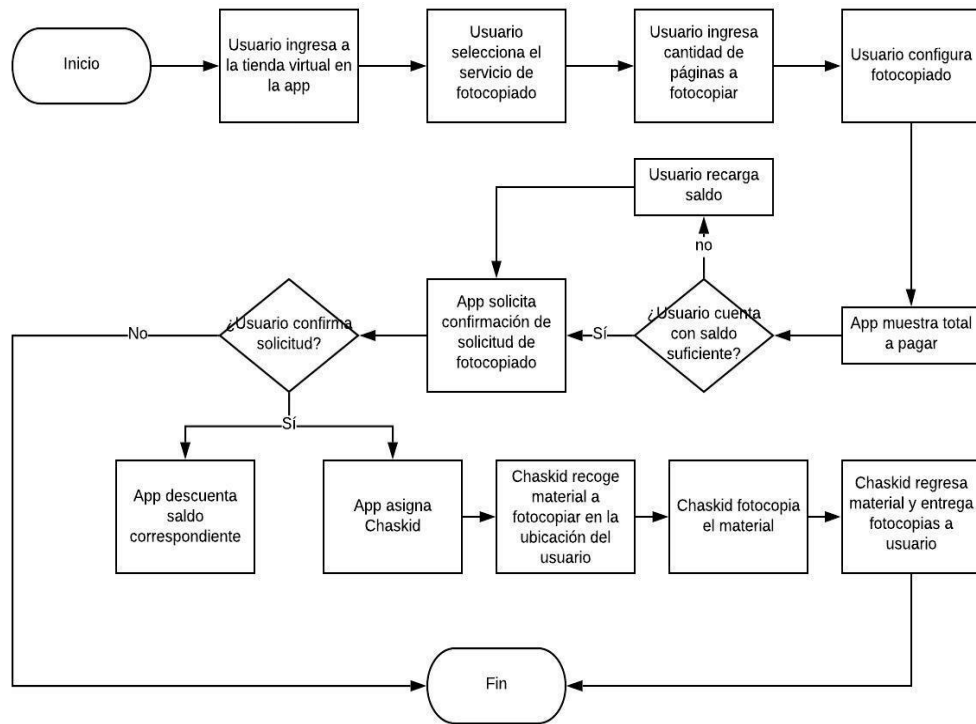 Inicio
Usuario ingresa a
la tienda virtual en
la app
Usuario
selecciona el
servicio de
fotocopiado
Usuario ingresa
cantidad de
páginas a
fotocopiar
Usuario configura
fotocopiado
Usuario recarga
saldo
no
¿Usuario confirma
solicitud?
No
App solicita
confirmación de
solicitud de
fotocopiado
Sí
¿Usuario cuenta
con saldo
suficiente?
App muestra total
a pagar
Sí
App descuenta
saldo
correspondiente
App asigna
Chaskid
Chaskid recoge
material a
fotocopiar en la
ubicación del
usuario
Chaskid fotocopia
el material
Chaskid regresa
material y entrega
fotocopias a
usuario
Fin